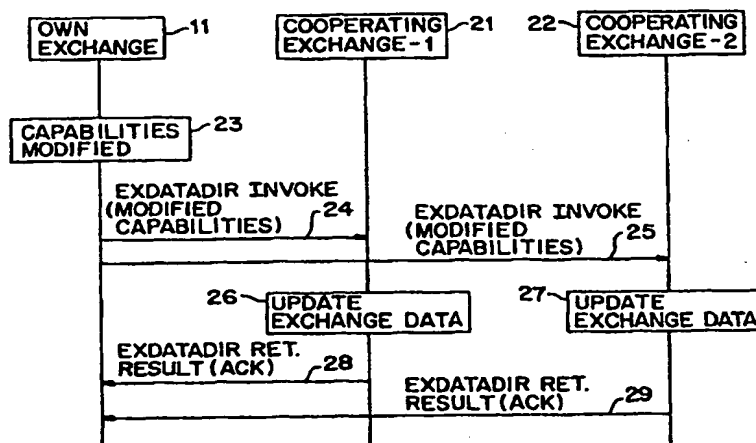 OWN
EXCHANGE
11
COOPERATING
EXCHANGE-1
21
22
COOPERATING
EXCHANGE-2
CAPABILITIES
MODIFIED
23
EXDATADIR INVOKE
(MODIFIED
CAPABILITIES)
24
EXDATADIR INVOKE
(MODIFIED
CAPABILITIES)
25
26
UPDATE
EXCHANGE DATA
27
UPDATE
EXCHANGE DATA
EXDATADIR RET.
RESULT (ACK)
28
EXDATADIR RET.
RESULT (ACK)
29